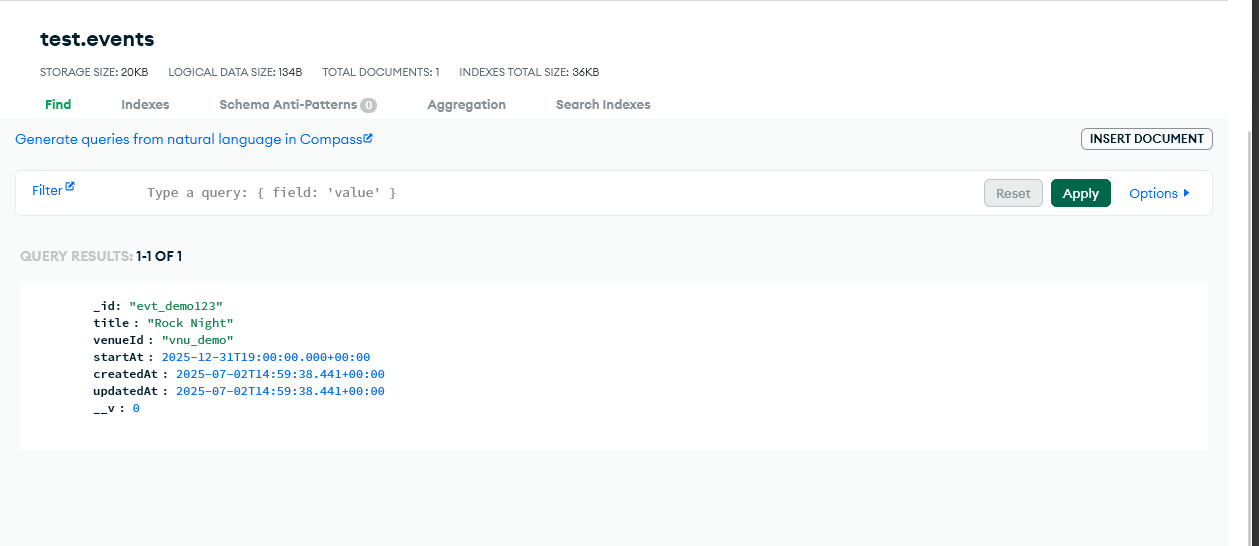 test.events
STORAGE SIZE: 20KB LOGICAL DATA SIZE: 134B TOTAL DOCUMENTS: 1 INDEXES TOTAL SIZE: 36KB
Find Indexes Schema Anti-Patterns 0 Aggregation Search Indexes
Generate queries from natural language in Compass INSERT DOCUMENT
Filter Type a query: { field: 'value' } Reset Apply Options
QUERY RESULTS: 1-1 OF 1
_id: "evt_demo123"
title : "Rock Night"
venueId : "vnu_demo"
startAt : 2025-12-31T19:00:00.000+00:00
createdAt : 2025-07-02T14:59:38.441+00:00
updatedAt : 2025-07-02T14:59:38.441+00:00
__v : 0